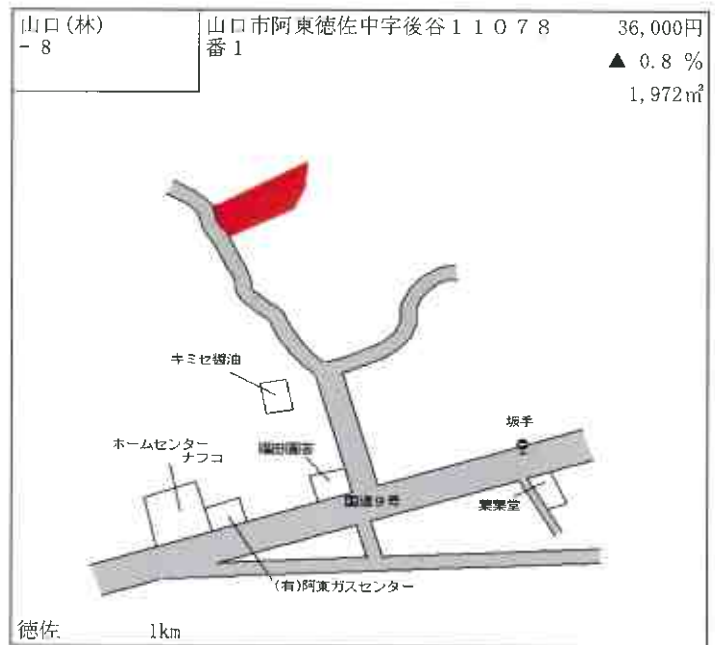 山口(林)
－8
山口市阿東徳佐中字後谷１１０７８
番１
36,000円
▲ 0.8 %
1,972㎡
キミセ醤油
坂手
ホームセンター
ナフコ
福田園芸
国道９号
葉葉堂
(有)阿東ガスセンター
徳佐 1km